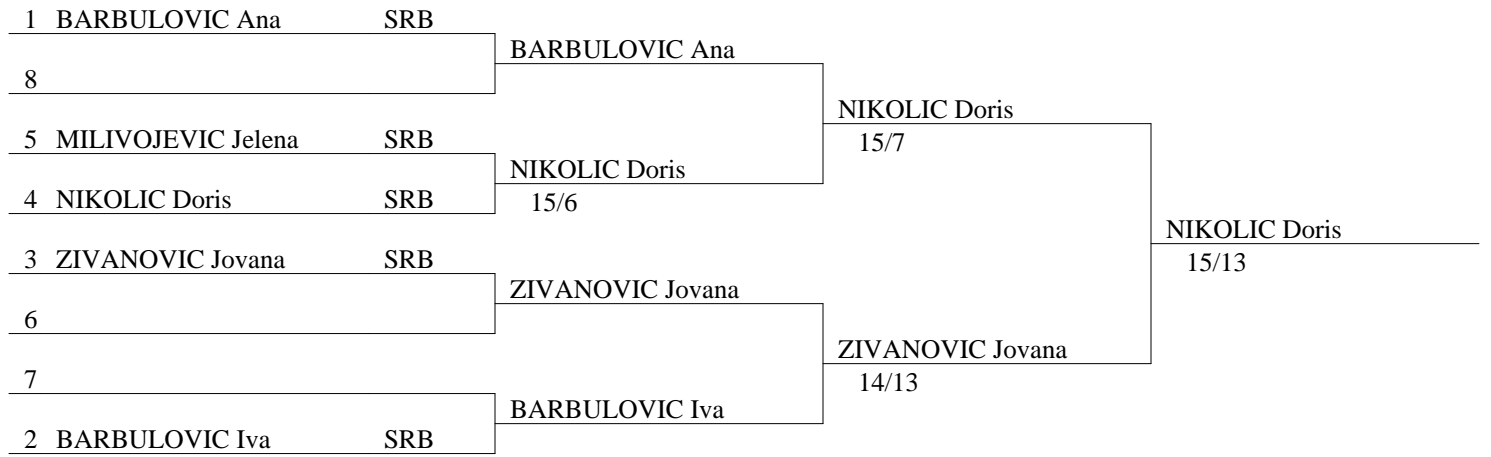 1 BARBULOVIC Ana SRB
BARBULOVIC Ana
8
NIKOLIC Doris
15/7
5 MILIVOJEVIC Jelena SRB
NIKOLIC Doris
15/6
4 NIKOLIC Doris SRB
NIKOLIC Doris
15/13
3 ZIVANOVIC Jovana SRB
ZIVANOVIC Jovana
6
ZIVANOVIC Jovana
14/13
7
BARBULOVIC Iva
2 BARBULOVIC Iva SRB